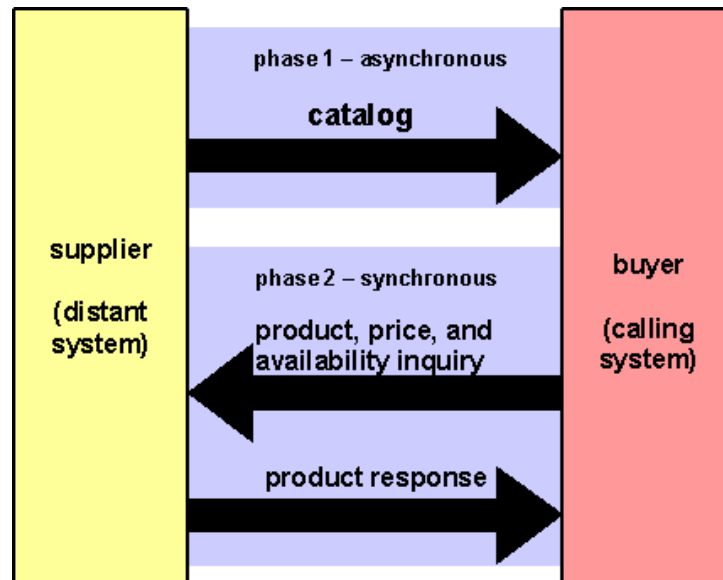 phase 1 – asynchronous
catalog
supplier
(distant
system)
phase 2 – synchronous
product, price, and
availability inquiry
product response
buyer
(calling
system)